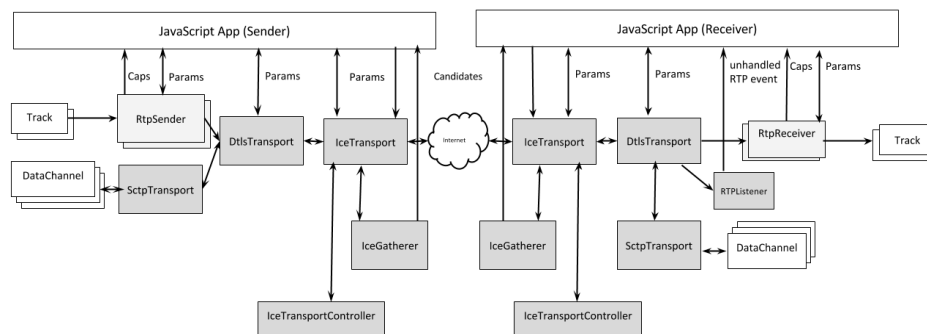 JavaScript App (Sender)
JavaScript App (Receiver)
Caps
Params
Params
Params
Candidates
Params
Params
unhandled
RTP event
Caps
Params
Track
RtpSender
DtlsTransport
IceTransport
Internet
IceTransport
DtlsTransport
RtpReceiver
Track
DataChannel
SctpTransport
RTPListener
IceGatherer
IceGatherer
SctpTransport
DataChannel
IceTransportController
IceTransportController